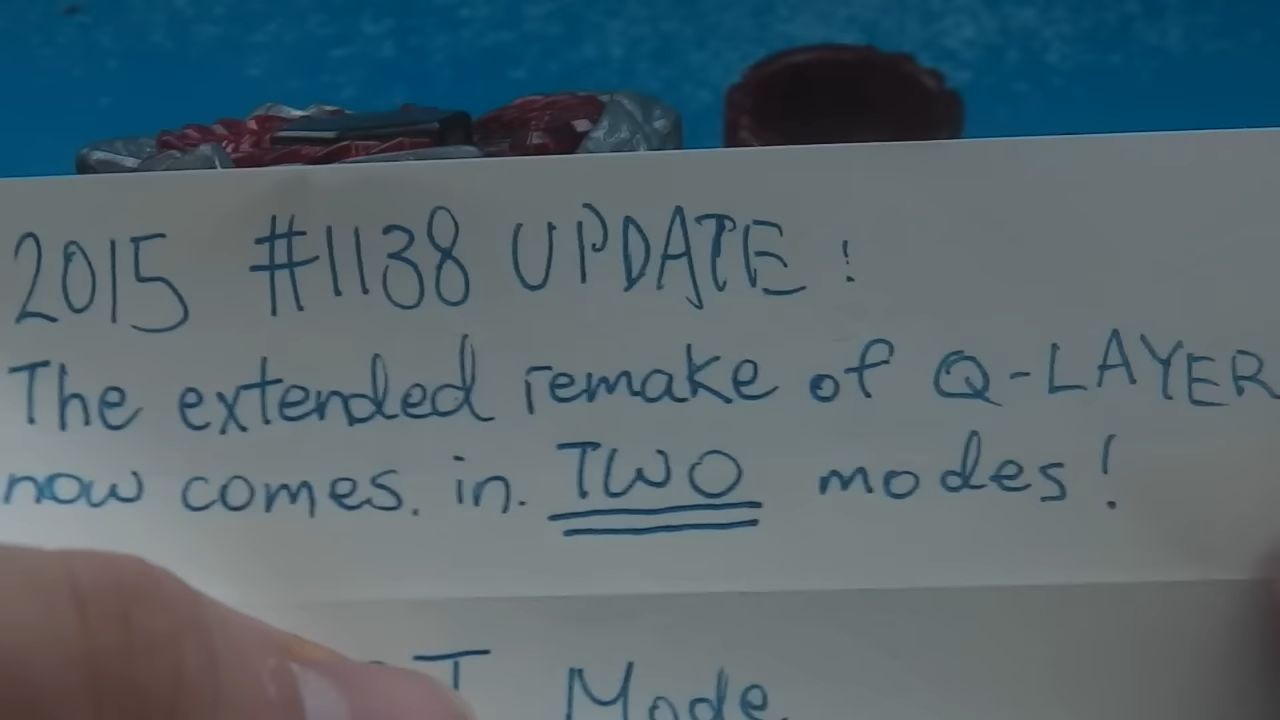 2015 #1138 UPDATE:
The extended remake of Q-LAYER
now comes. in. TWO modes!
Mode